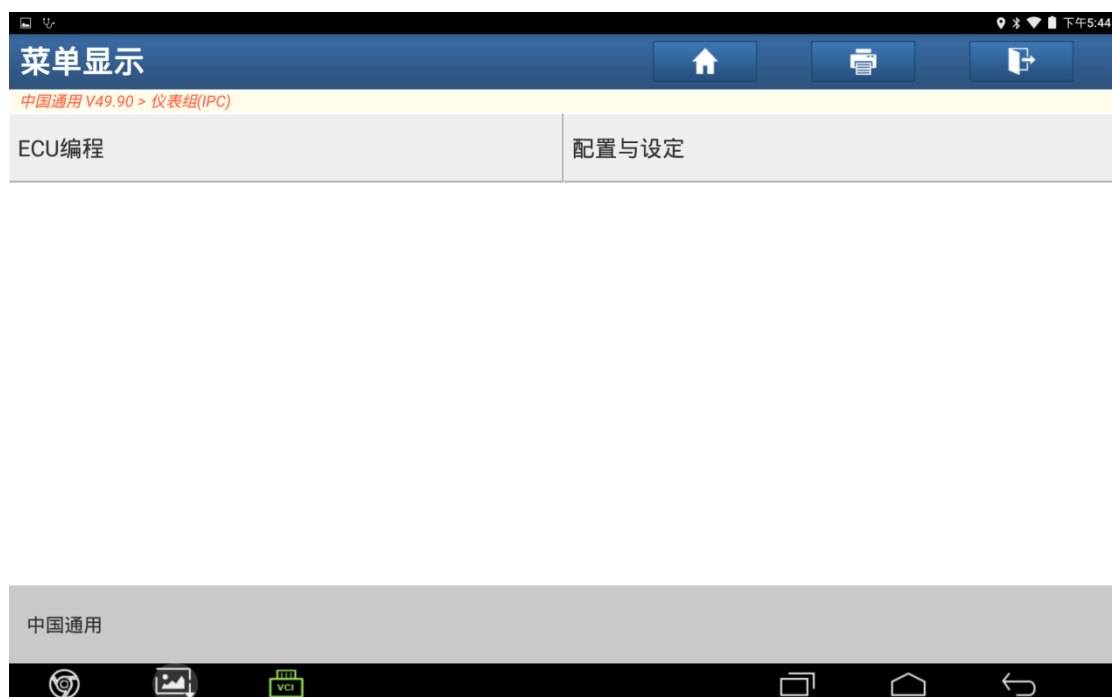 下午5:44
菜单显示
中国通用 V49.90 > 仪表组(IPC)
ECU编程
配置与设定
中国通用
VCI